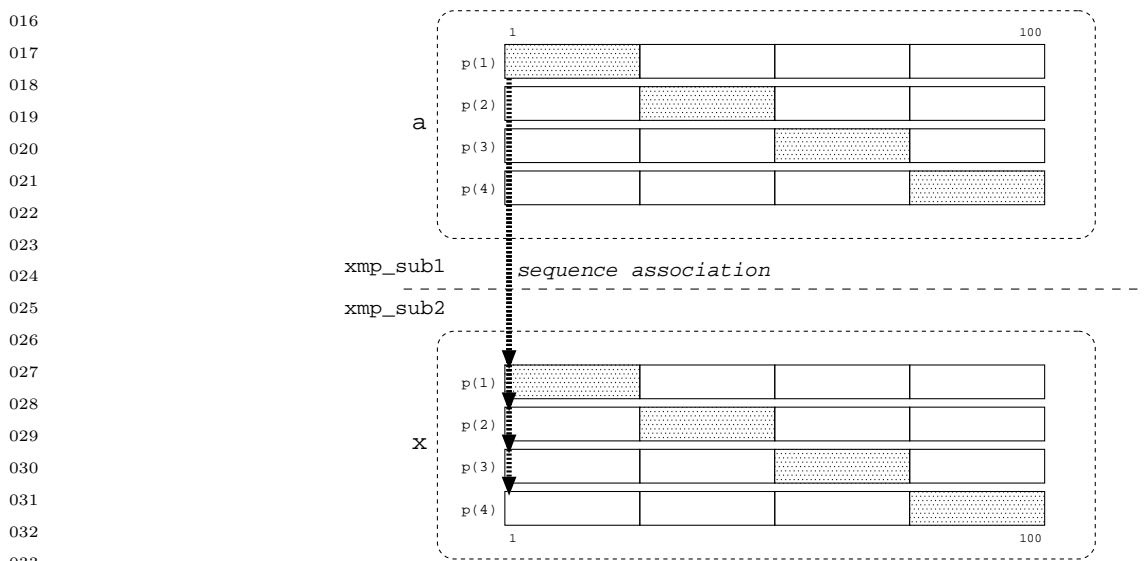 016
1 100
017
p(1)
018
p(2)
019
a
020
p(3)
021
p(4)
022
023
xmp_sub1
024
sequence association
025
xmp_sub2
026
027
p(1)
028
p(2)
029
x
030
p(3)
031
p(4)
032
1 100